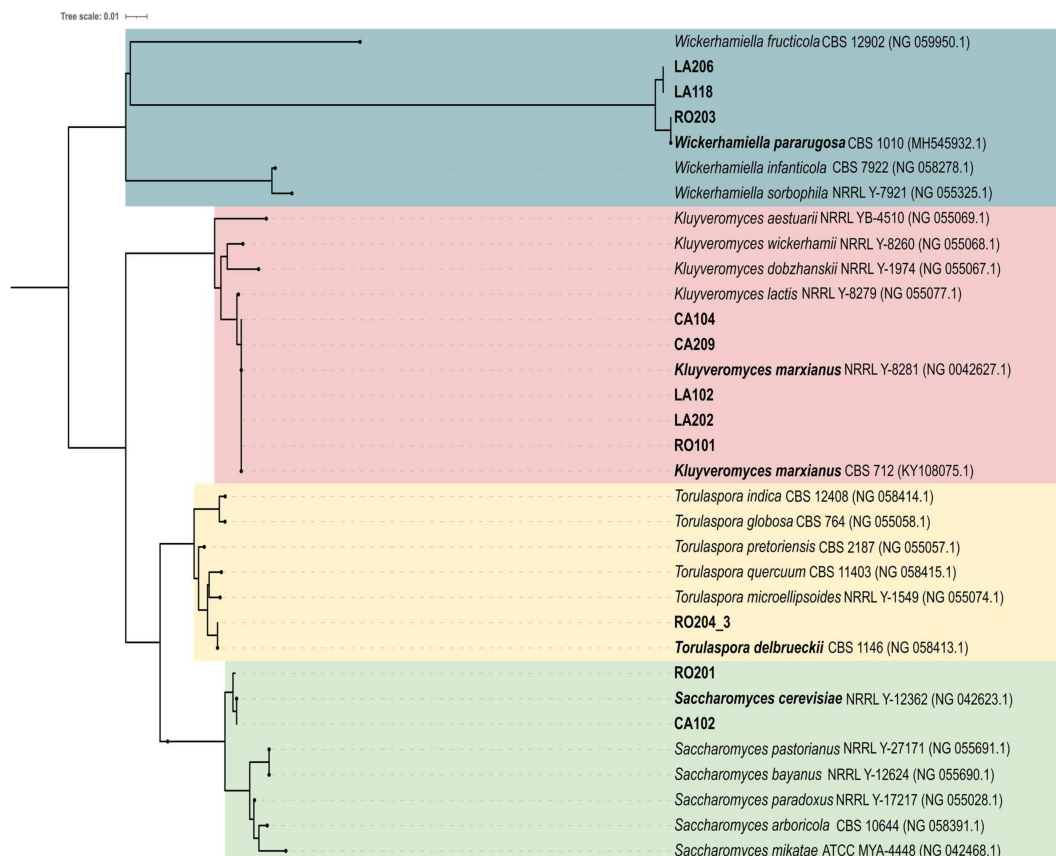 Tree scale: 0.01
Wickerhamiella fructicola CBS 12902 (NG 059950.1)
LA206
LA118
RO203
Wickerhamiella pararugosa CBS 1010 (MH545932.1)
Wickerhamiella infanticola CBS 7922 (NG 058278.1)
Wickerhamiella sorbophila NRRL Y-7921 (NG 055325.1)
Kluyveromyces aestuarii NRRL YB-4510 (NG 055069.1)
Kluyveromyces wickerhamii NRRL Y-8260 (NG 055068.1)
Kluyveromyces dobzhanskii NRRL Y-1974 (NG 055067.1)
Kluyveromyces lactis NRRL Y-8279 (NG 055077.1)
CA104
CA209
Kluyveromyces marxianus NRRL Y-8281 (NG 0042627.1)
LA102
LA202
RO101
Kluyveromyces marxianus CBS 712 (KY108075.1)
Torulaspora indica CBS 12408 (NG 058414.1)
Torulaspora globosa CBS 764 (NG 055058.1)
Torulaspora pretoriensis CBS 2187 (NG 055057.1)
Torulaspora quercuum CBS 11403 (NG 058415.1)
Torulaspora microellipsoides NRRL Y-1549 (NG 055074.1)
RO204_3
Torulaspora delbrueckii CBS 1146 (NG 058413.1)
RO201
Saccharomyces cerevisiae NRRL Y-12362 (NG 042623.1)
CA102
Saccharomyces pastorianus NRRL Y-27171 (NG 055691.1)
Saccharomyces bayanus NRRL Y-12624 (NG 055690.1)
Saccharomyces paradoxus NRRL Y-17217 (NG 055028.1)
Saccharomyces arboricola CBS 10644 (NG 058391.1)
Saccharomyces mikatae ATCC MYA-4448 (NG 042468.1)